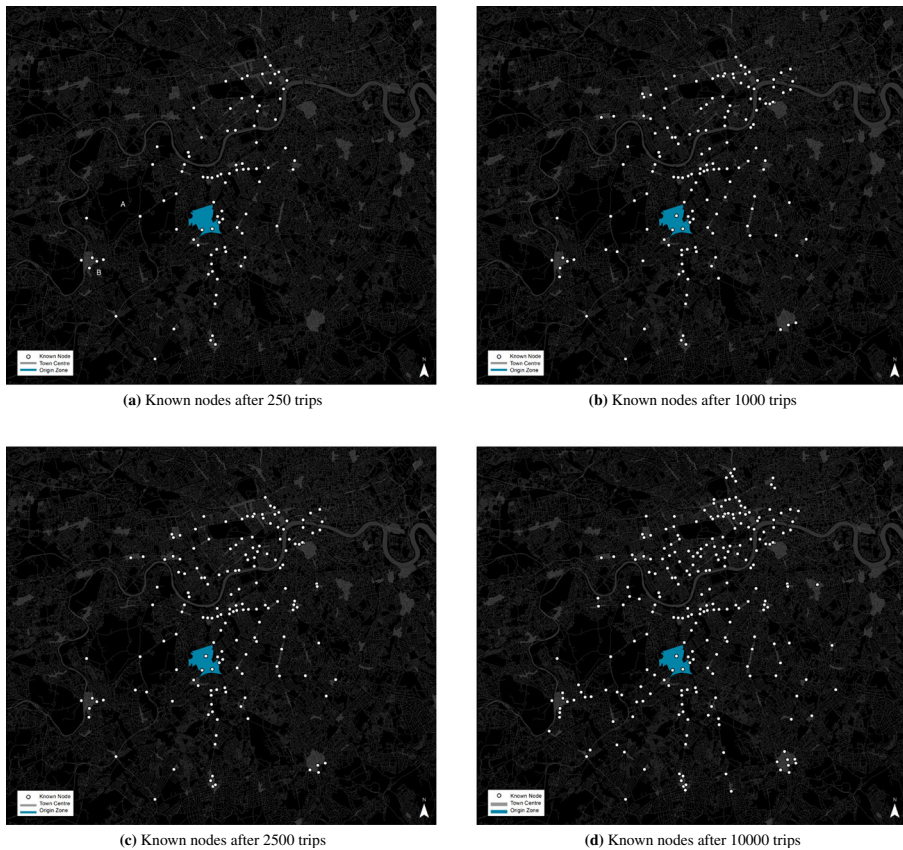 A
B
Known Node
Town Centre
Origin Zone
N
(a) Known nodes after 250 trips
Known Node
Town Centre
Origin Zone
N
(b) Known nodes after 1000 trips
Known Node
Town Centre
Origin Zone
N
(c) Known nodes after 2500 trips
Known Node
Town Centre
Origin Zone
N
(d) Known nodes after 10000 trips